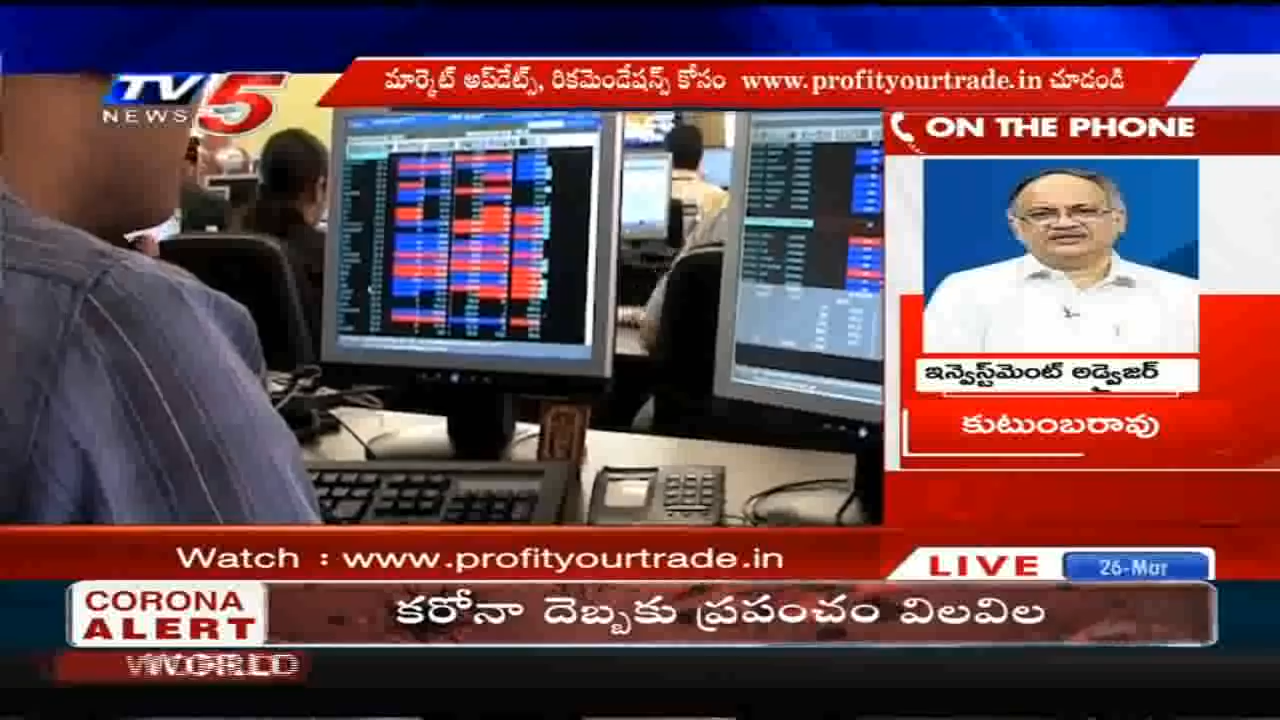 మార్కెట్ అప్‌డేట్స్, రికమెండేషన్స్ కోసం www.profityourtrade.in చూడండి
TV5
NEWS
ON THE PHONE
ఇన్వెస్ట్‌మెంట్ అడ్వైజర్
కుటుంబరావు
Watch : www.profityourtrade.in
LIVE 26-Mar
CORONA ALERT
కరోనా దెబ్బకు ప్రపంచం విలవిల
WORLD